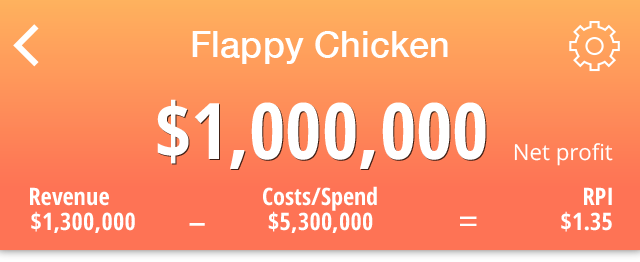 Flappy Chicken
$1,000,000 Net profit
Revenue Costs/Spend RPI
$1,300,000 – $5,300,000 = $1.35